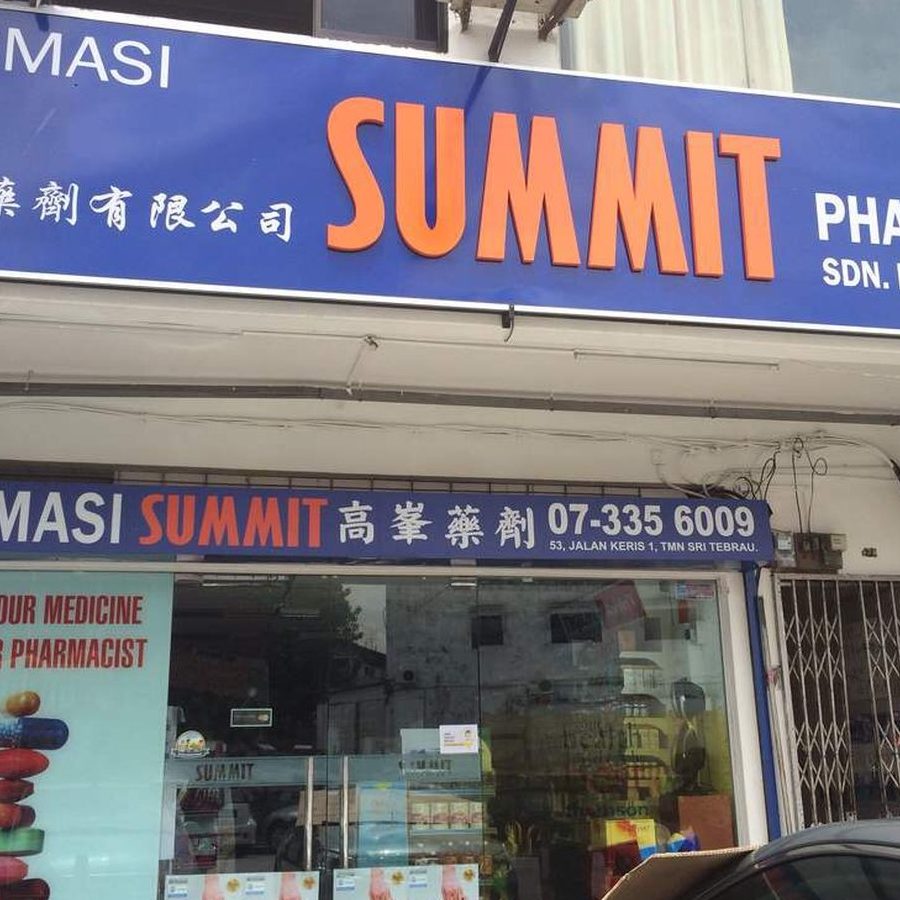 MASI
藥劑有限公司
SUMMIT
PHA
SDN.
MASI SUMMIT 高峯藥劑 07-335 6009
53, JALAN KERIS 1, TMN SRI TEBRAU.
OUR MEDICINE
R PHARMACIST
SUMMIT
SUMMIT